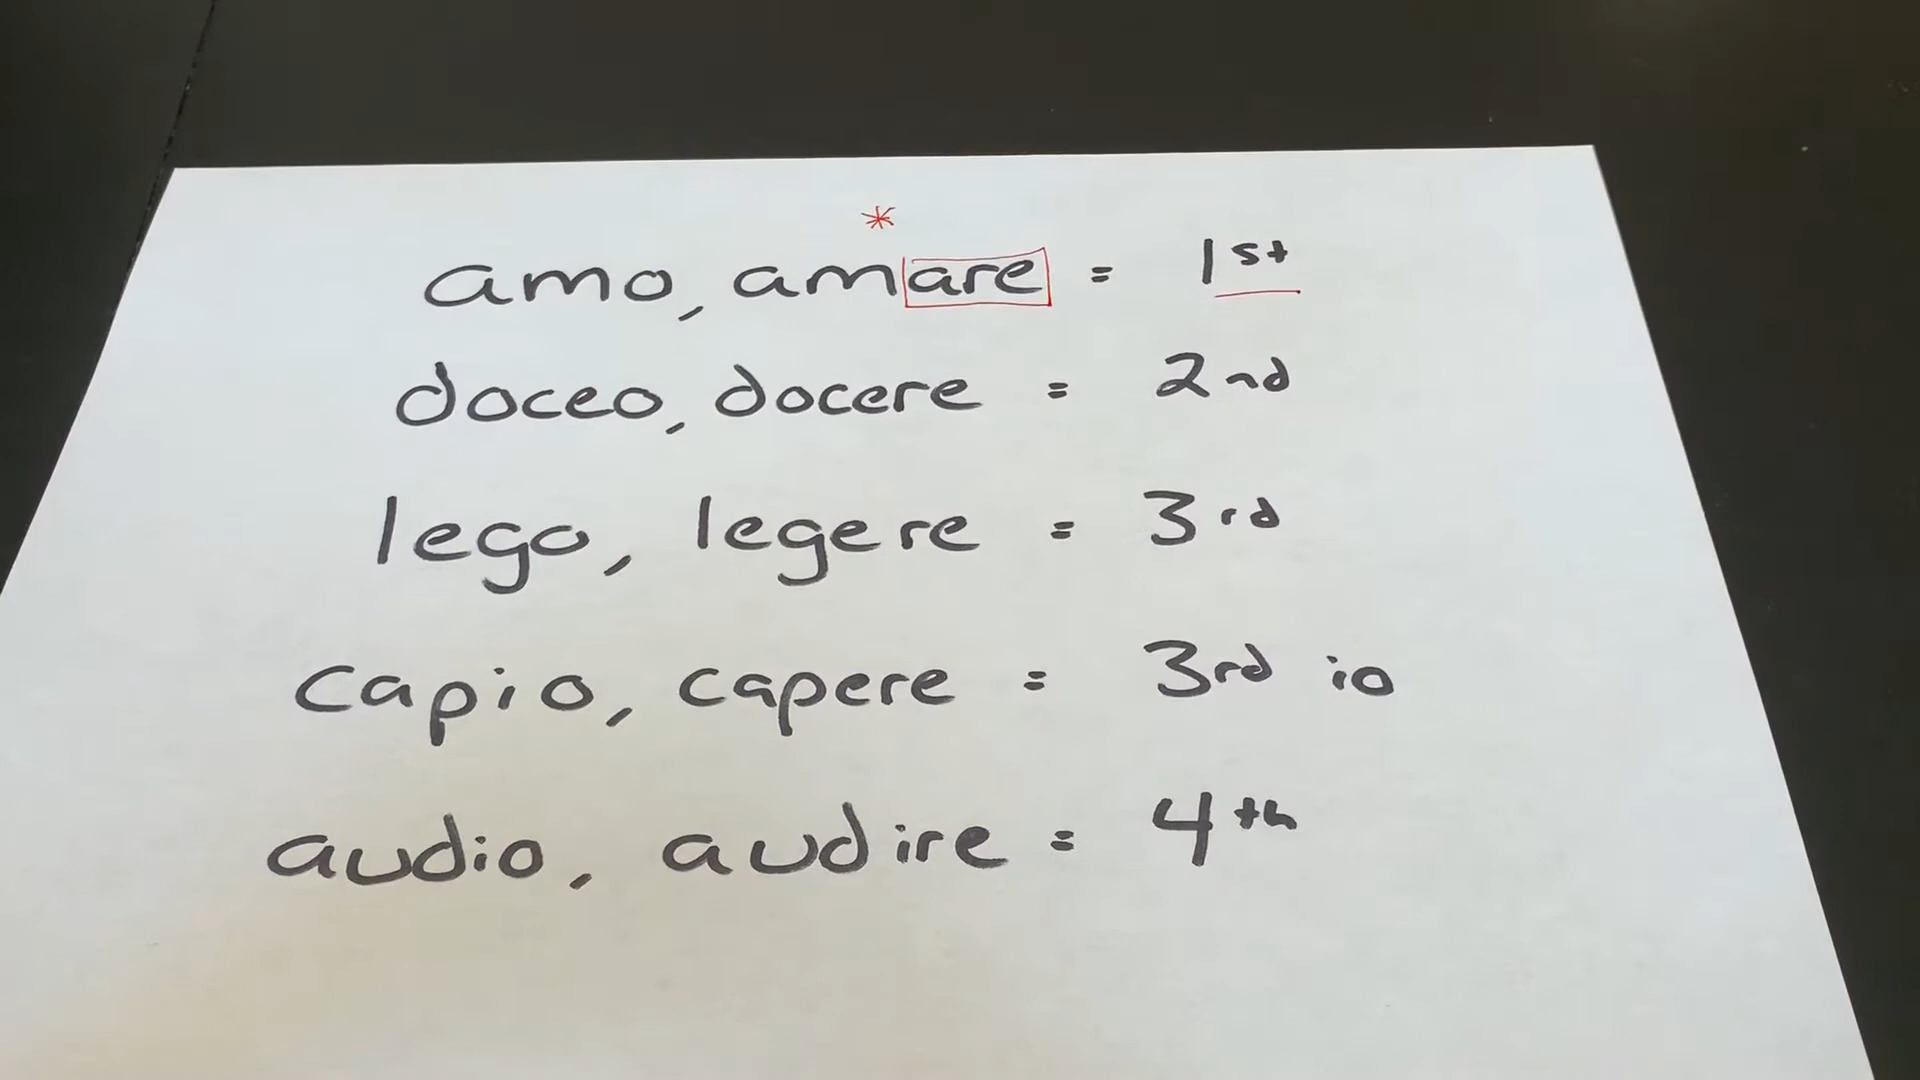 *
amo, amare = 1st
doceo, docere = 2nd
lego, legere = 3rd
capio, capere = 3rd io
audio, audire = 4th